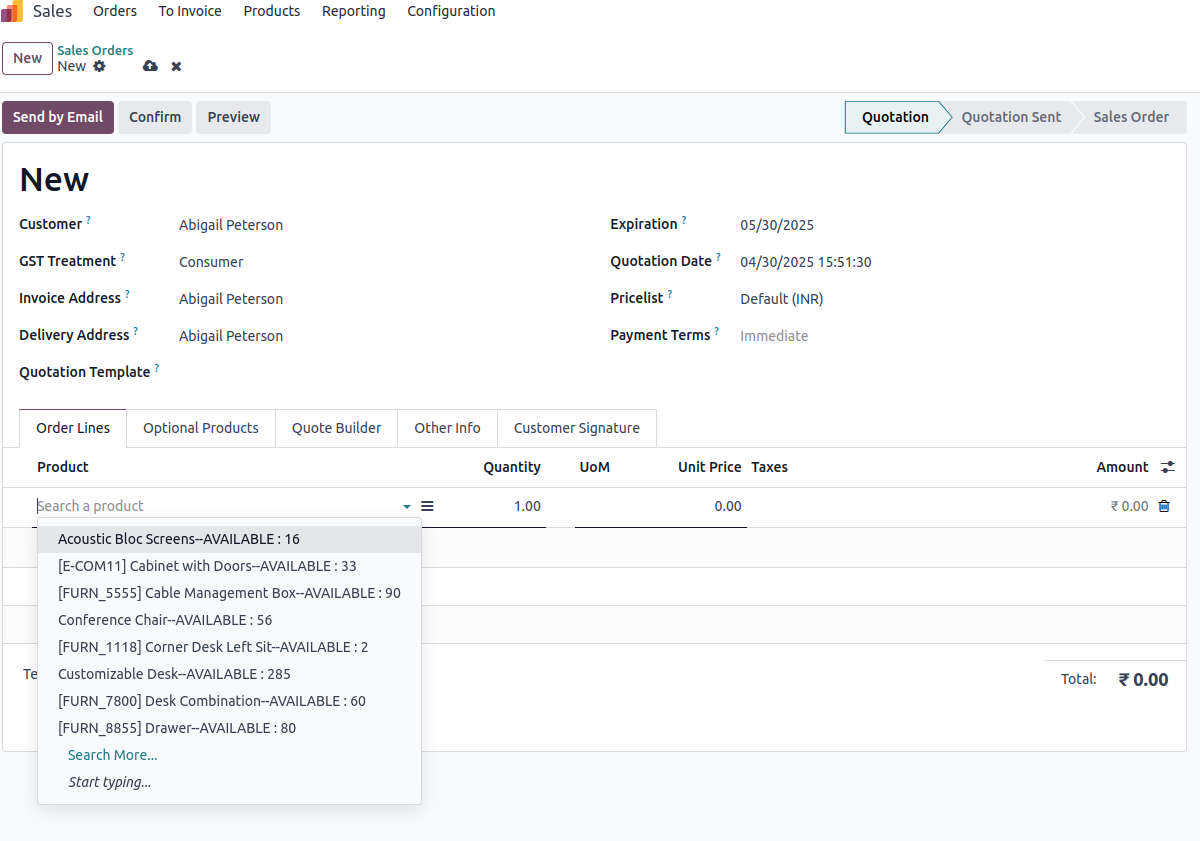 Sales Orders To Invoice Products Reporting Configuration
New Sales Orders
New
Send by Email Confirm Preview Quotation Quotation Sent Sales Order
New
Customer ? Abigail Peterson Expiration ? 05/30/2025
GST Treatment ? Consumer Quotation Date ? 04/30/2025 15:51:30
Invoice Address ? Abigail Peterson Pricelist ? Default (INR)
Delivery Address ? Abigail Peterson Payment Terms ? Immediate
Quotation Template ?
Order Lines Optional Products Quote Builder Other Info Customer Signature
Product Quantity UoM Unit Price Taxes Amount
Search a product 1.00 0.00 ₹ 0.00
Acoustic Bloc Screens--AVAILABLE : 16
[E-COM11] Cabinet with Doors--AVAILABLE : 33
[FURN_5555] Cable Management Box--AVAILABLE : 90
Conference Chair--AVAILABLE : 56
[FURN_1118] Corner Desk Left Sit--AVAILABLE : 2
Te Customizable Desk--AVAILABLE : 285 Total: ₹ 0.00
[FURN_7800] Desk Combination--AVAILABLE : 60
[FURN_8855] Drawer--AVAILABLE : 80
Search More...
Start typing...